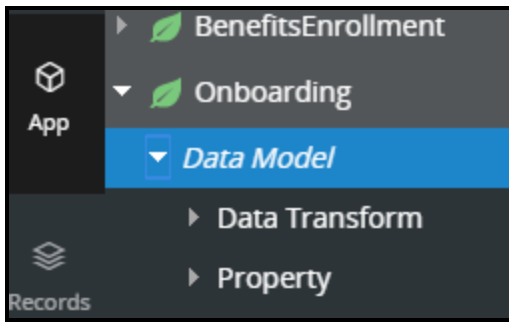 BenefitsEnrollment
Onboarding
App
Data Model
Data Transform
Property
Records